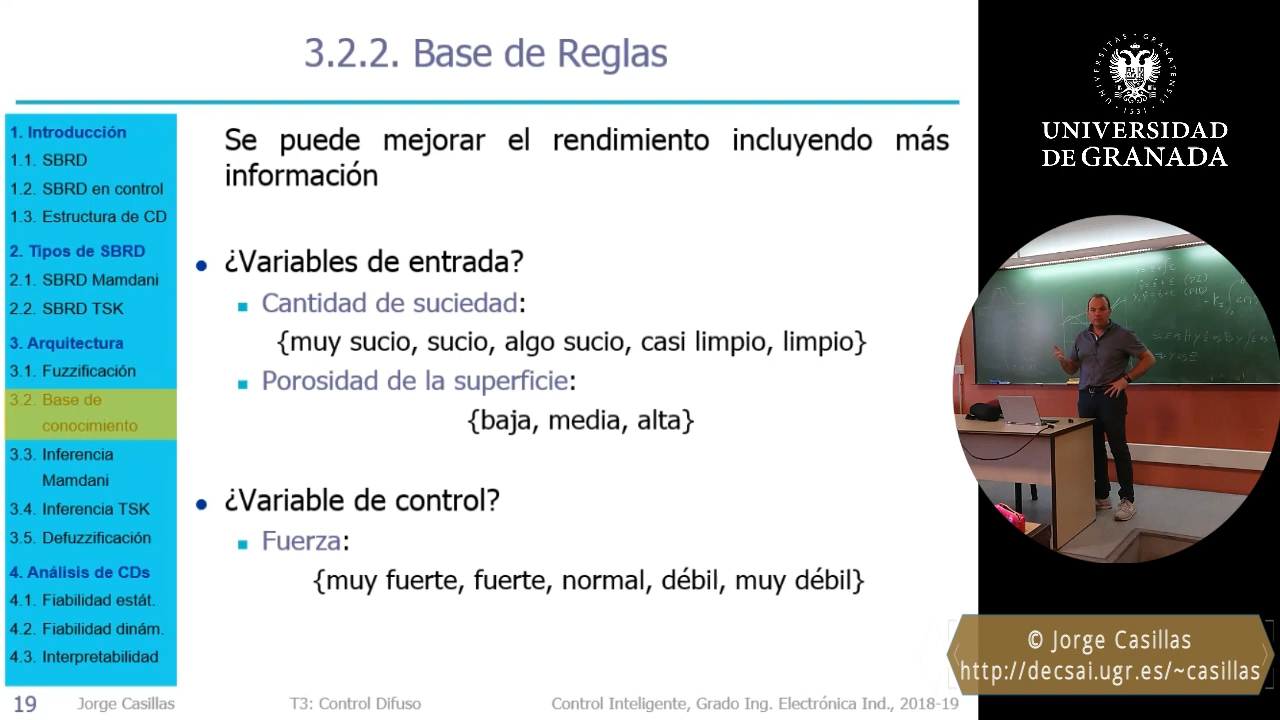 3.2.2. Base de Reglas
1. Introducción
1.1. SBRD
1.2. SBRD en control
1.3. Estructura de CD
2. Tipos de SBRD
2.1. SBRD Mamdani
2.2. SBRD TSK
3. Arquitectura
3.1. Fuzzificación
3.2. Base de
conocimiento
3.3. Inferencia
Mamdani
3.4. Inferencia TSK
3.5. Defuzzificación
4. Análisis de CDs
4.1. Fiabilidad estát.
4.2. Fiabilidad dinám.
4.3. Interpretabilidad
Se puede mejorar el rendimiento incluyendo más
información
¿Variables de entrada?
Cantidad de suciedad:
{muy sucio, sucio, algo sucio, casi limpio, limpio}
Porosidad de la superficie:
{baja, media, alta}
¿Variable de control?
Fuerza:
{muy fuerte, fuerte, normal, débil, muy débil}
19
Jorge Casillas
T3: Control Difuso
Control Inteligente, Grado Ing. Electrónica Ind., 2018-19
UNIVERSIDAD
DE GRANADA
© Jorge Casillas
http://decsai.ugr.es/~casillas